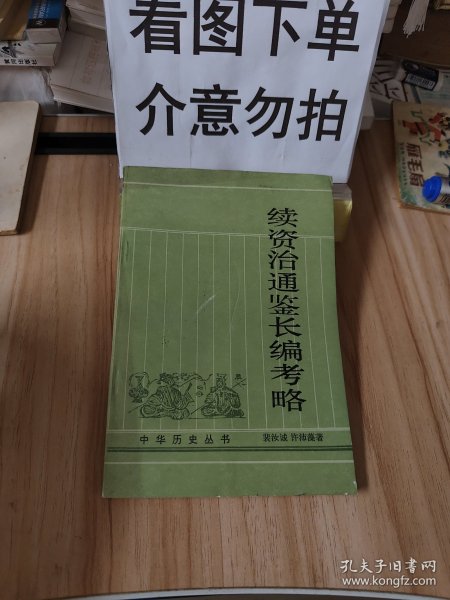 看图下单
介意勿拍
续资治通鉴长编考略
中华历史丛书
裴汝诚 许沛藻著
孔夫子旧书网
www.kongfz.com